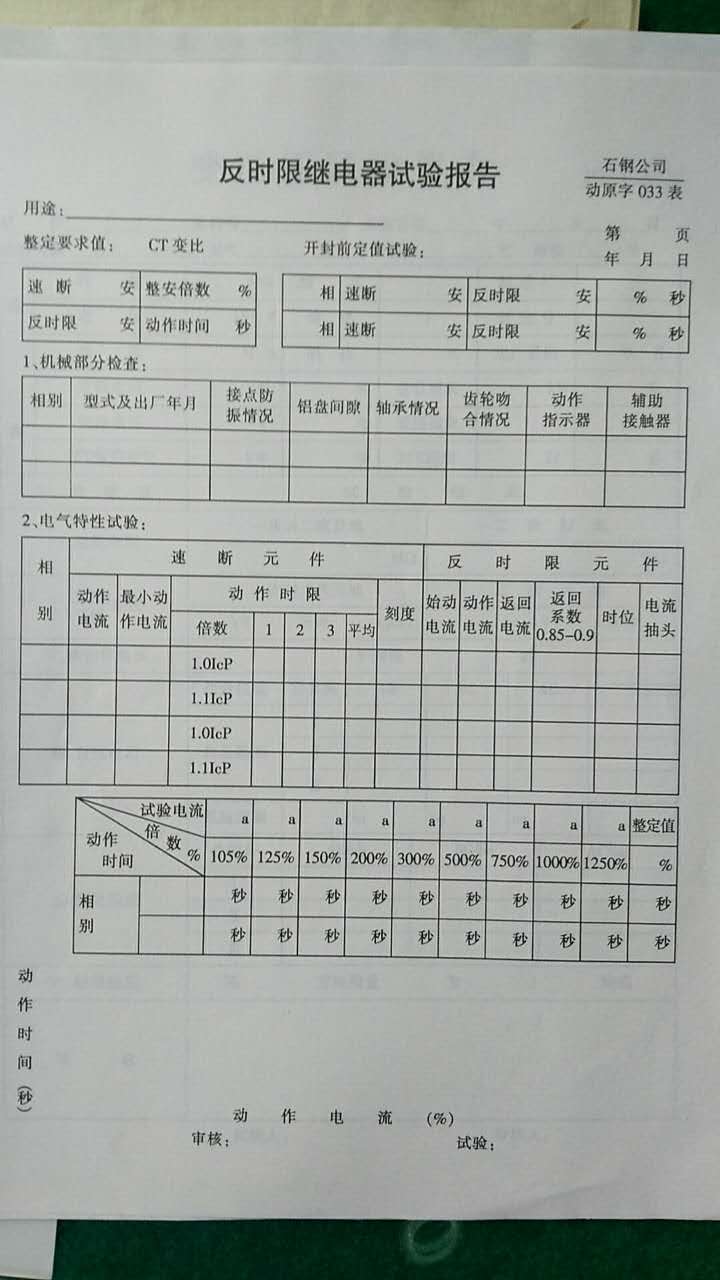 反时限继电器试验报告
石钢公司
动原字 033 表
用途：
第 页
整定要求值： CT 变比 开封前定值试验：
年 月 日
速 断 安 整安倍数 % 相 速断 安 反时限 安 % 秒
反时限 安 动作时间 秒 相 速断 安 反时限 安 % 秒
1、机械部分检查：
相别 型式及出厂年月 接点防振情况 铝盘间隙 轴承情况 齿轮吻合情况 动作指示器 辅助接触器
2、电气特性试验：
相别 速 断 元 件 反 时 限 元 件
动作电流 最小动作电流 动 作 时 限 刻度 始动电流 动作电流 返回电流 返回系数 0.85-0.9 时位 电流抽头
倍数 1 2 3 平均
1.0IcP
1.1IcP
1.0IcP
1.1IcP
试验电流 倍数 % 动作时间 a a a a a a a a a 整定值
105% 125% 150% 200% 300% 500% 750% 1000% 1250% %
相别 秒 秒 秒 秒 秒 秒 秒 秒 秒 秒
秒 秒 秒 秒 秒 秒 秒 秒 秒 秒
动作时间(秒)
动 作 电 流 (%)
审核： 试验：